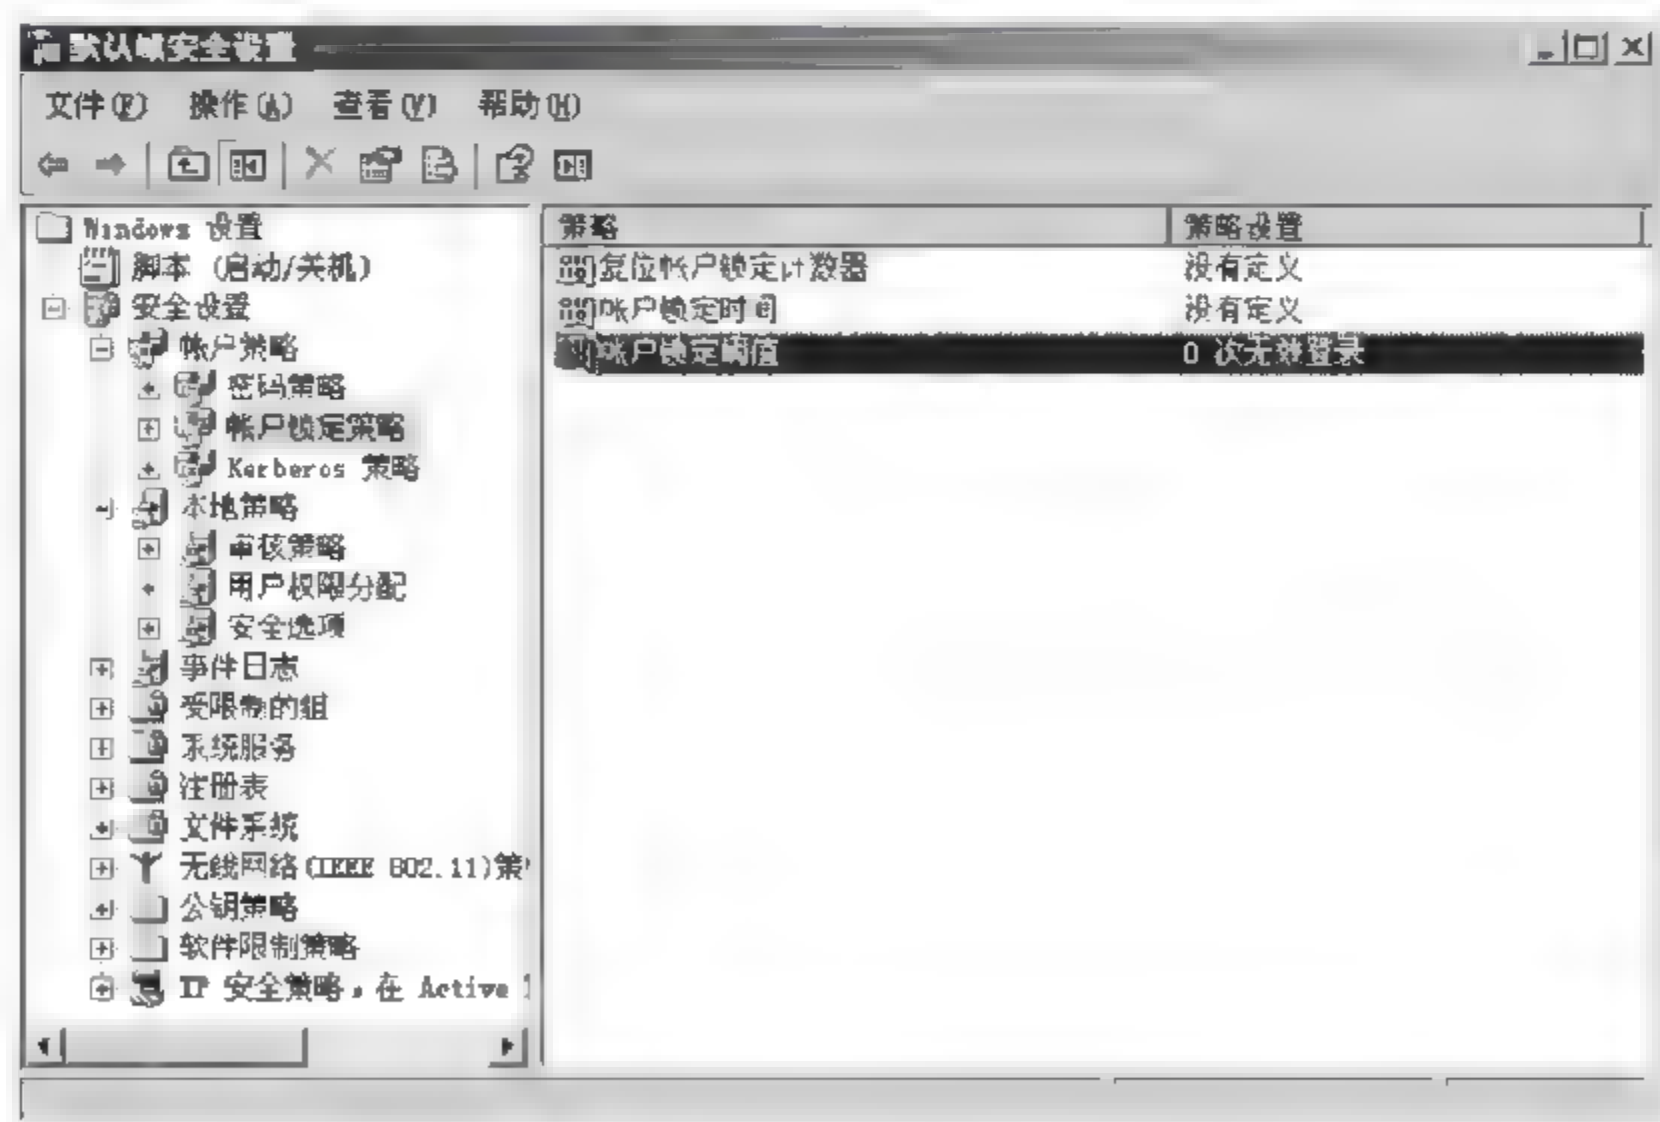 默认域安全设置
文件(F) 操作(A) 查看(V) 帮助(H)
Windows 设置
脚本 (启动/关机)
安全设置
帐户策略
密码策略
帐户锁定策略
Kerberos 策略
本地策略
审核策略
用户权限分配
安全选项
事件日志
受限制的组
系统服务
注册表
文件系统
无线网络(IEEE 802.11)策
公钥策略
软件限制策略
IP 安全策略，在 Active
策略 策略设置
复位帐户锁定计数器 没有定义
帐户锁定时间 没有定义
帐户锁定阈值 0 次无效登录